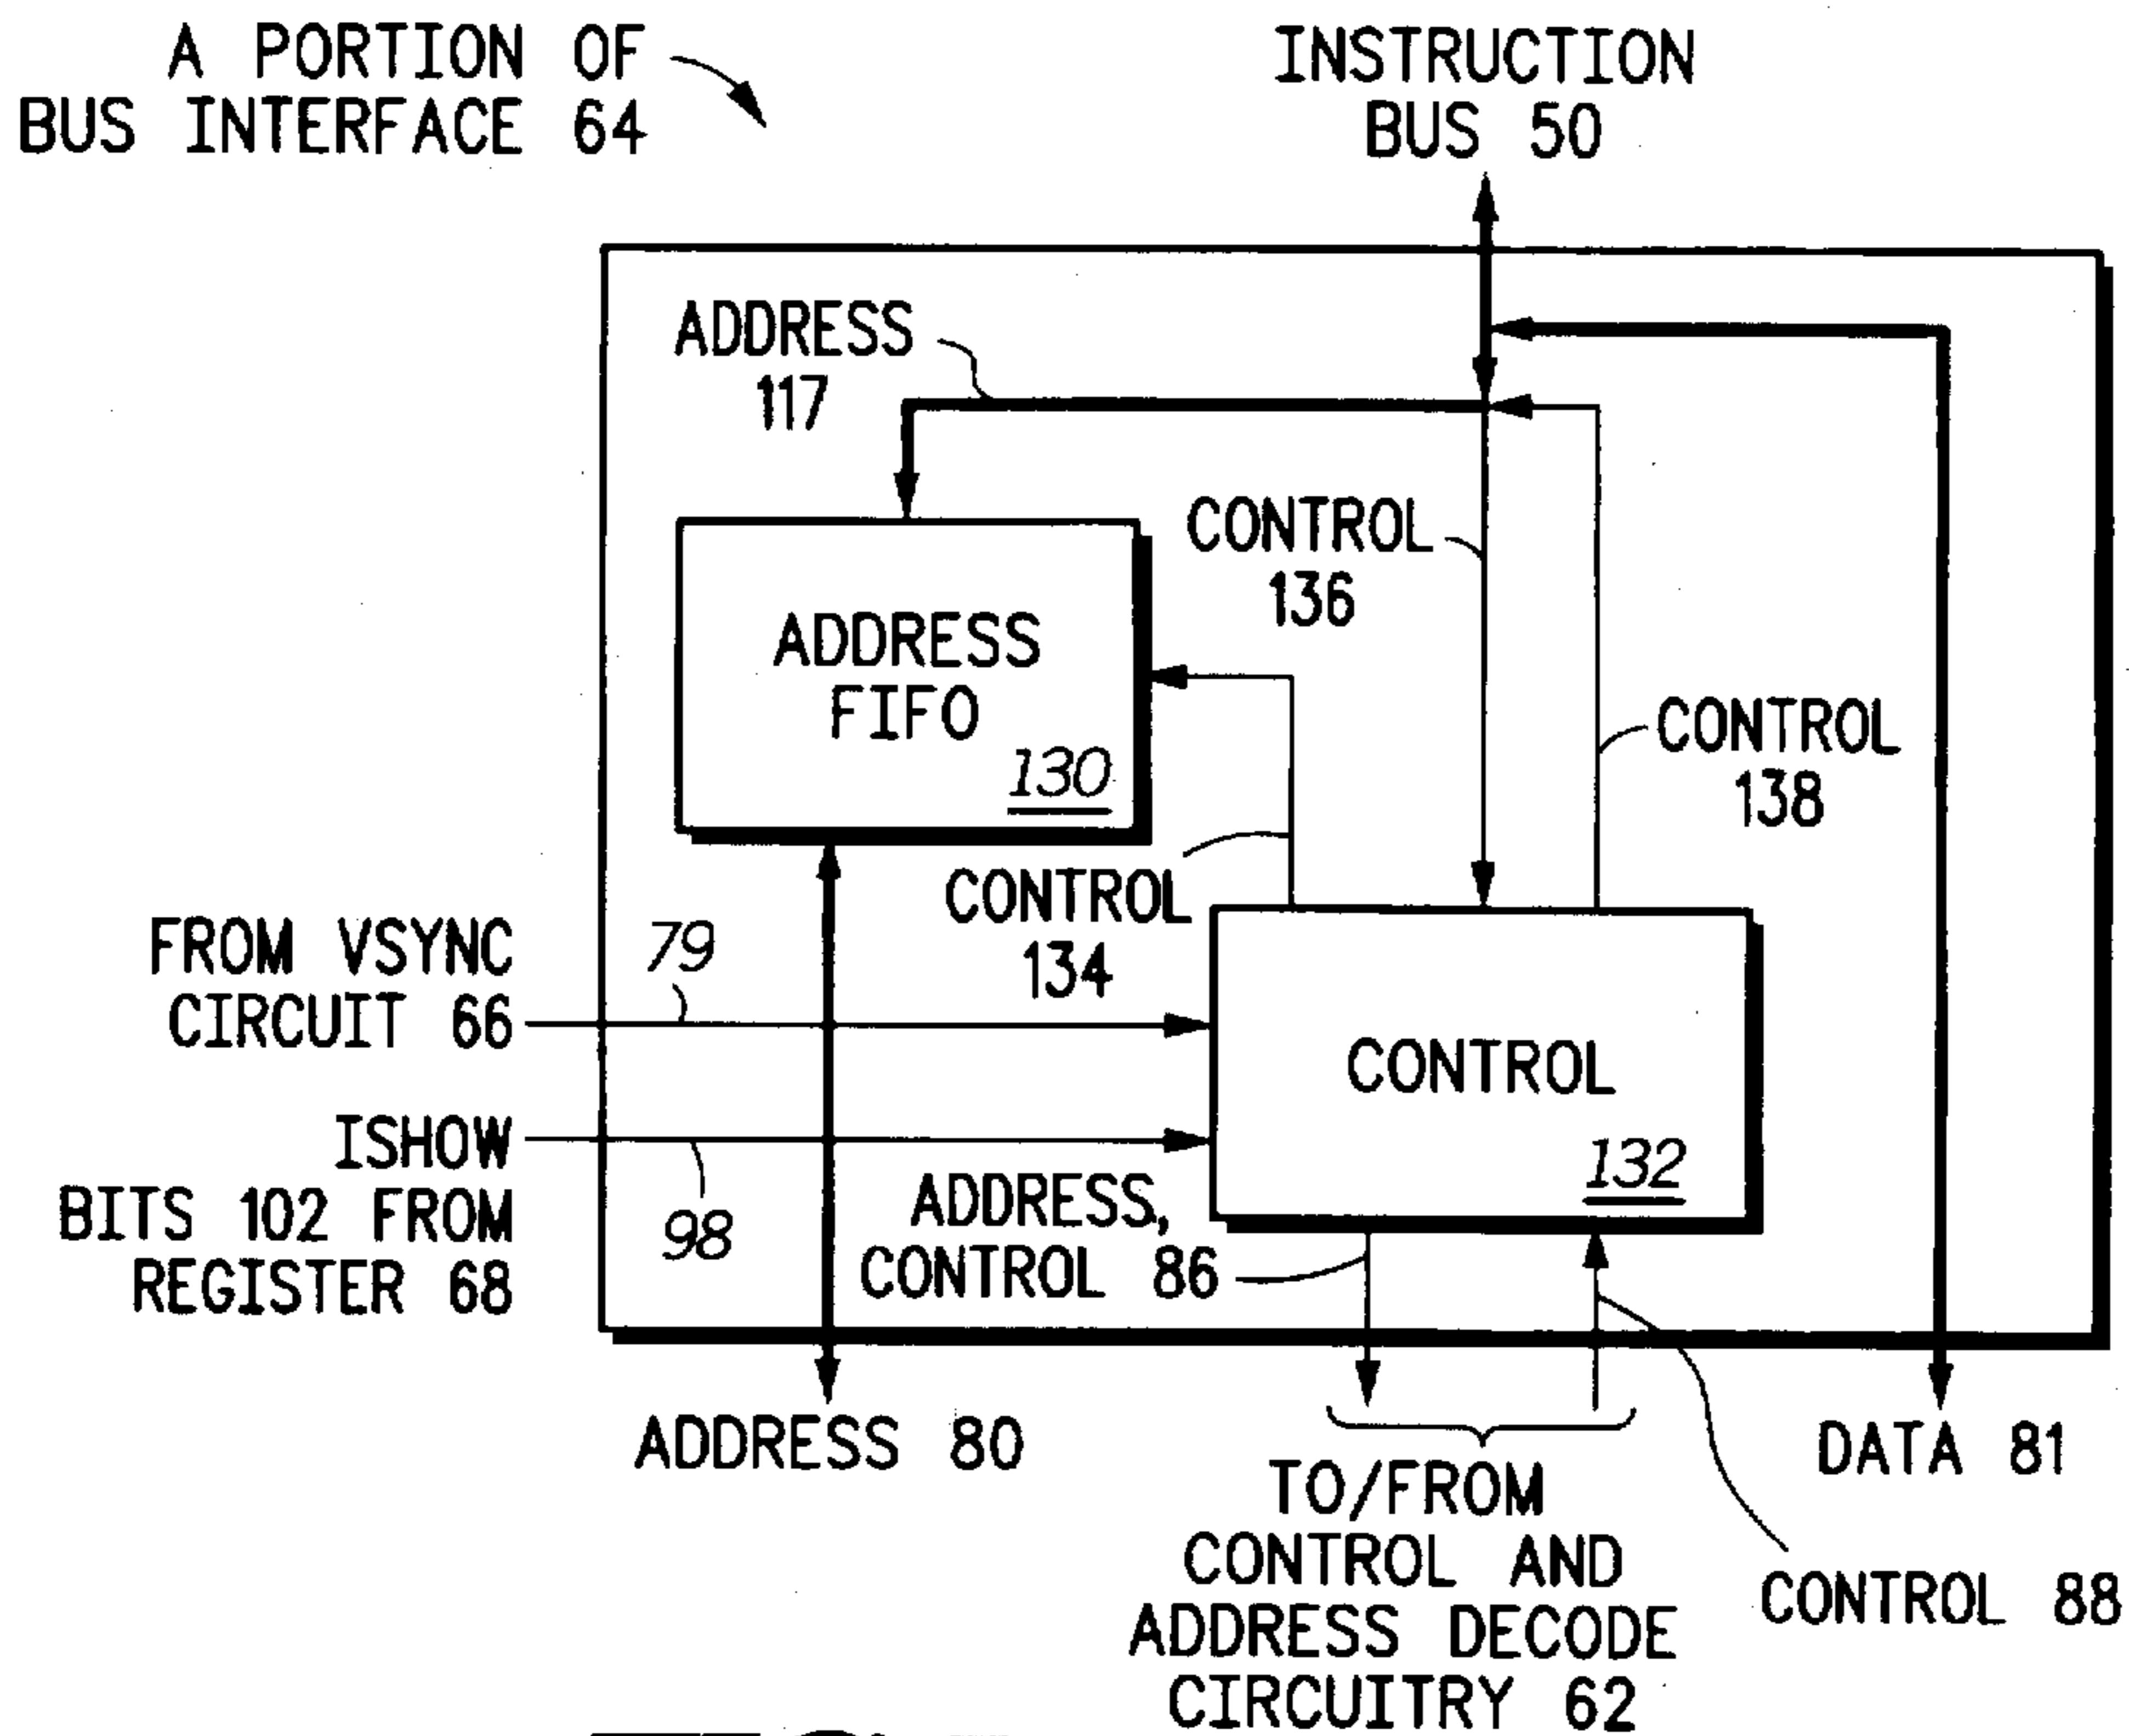 A PORTION OF
BUS INTERFACE 64
INSTRUCTION
BUS 50
ADDRESS
117
CONTROL
136
ADDRESS
FIFO
130
CONTROL
138
CONTROL
134
FROM VSYNC
CIRCUIT 66
79
CONTROL
132
ISHOW
BITS 102 FROM
REGISTER 68
98
ADDRESS,
CONTROL 86
ADDRESS 80
DATA 81
TO/FROM
CONTROL AND
ADDRESS DECODE
CIRCUITRY 62
CONTROL 88